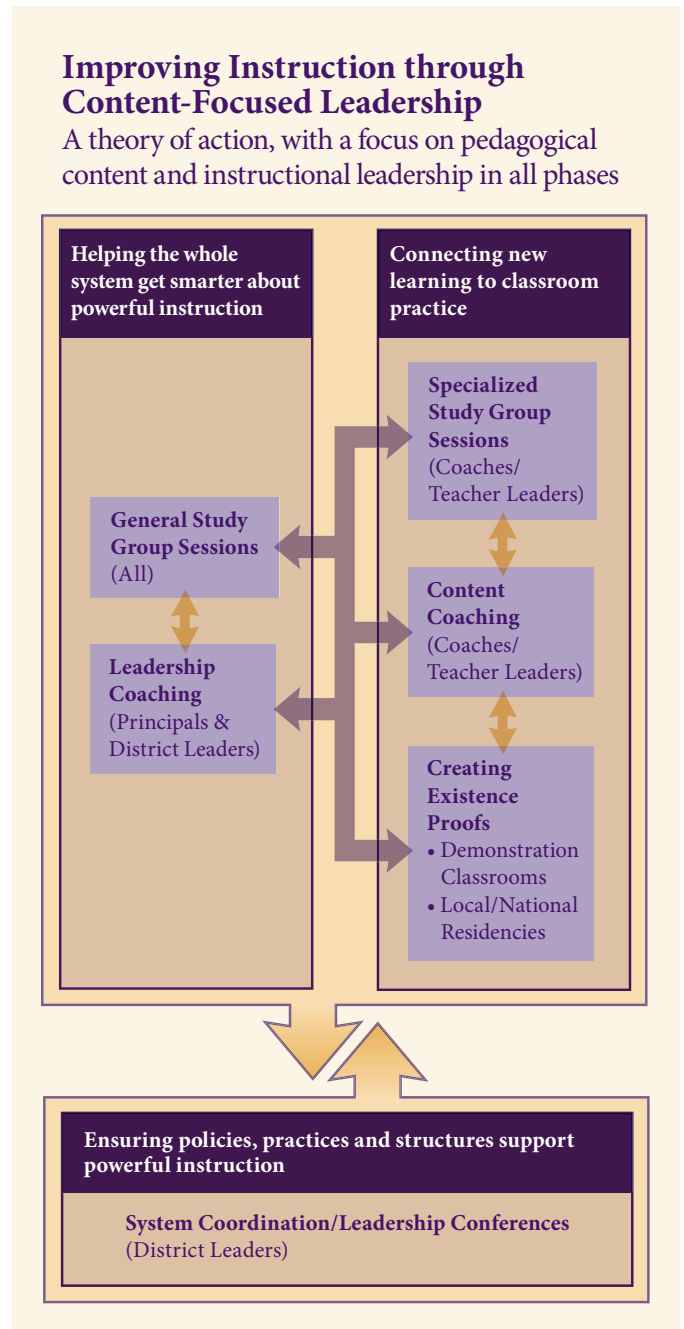 Improving Instruction through
Content-Focused Leadership
A theory of action, with a focus on pedagogical
content and instructional leadership in all phases
Helping the whole
system get smarter about
powerful instruction
General Study
Group Sessions
(All)
Leadership
Coaching
(Principals &
District Leaders)
Connecting new
learning to classroom
practice
Specialized
Study Group
Sessions
(Coaches/
Teacher Leaders)
Content
Coaching
(Coaches/
Teacher Leaders)
Creating
Existence
Proofs
• Demonstration
Classrooms
• Local/National
Residencies
Ensuring policies, practices and structures support
powerful instruction
System Coordination/Leadership Conferences
(District Leaders)